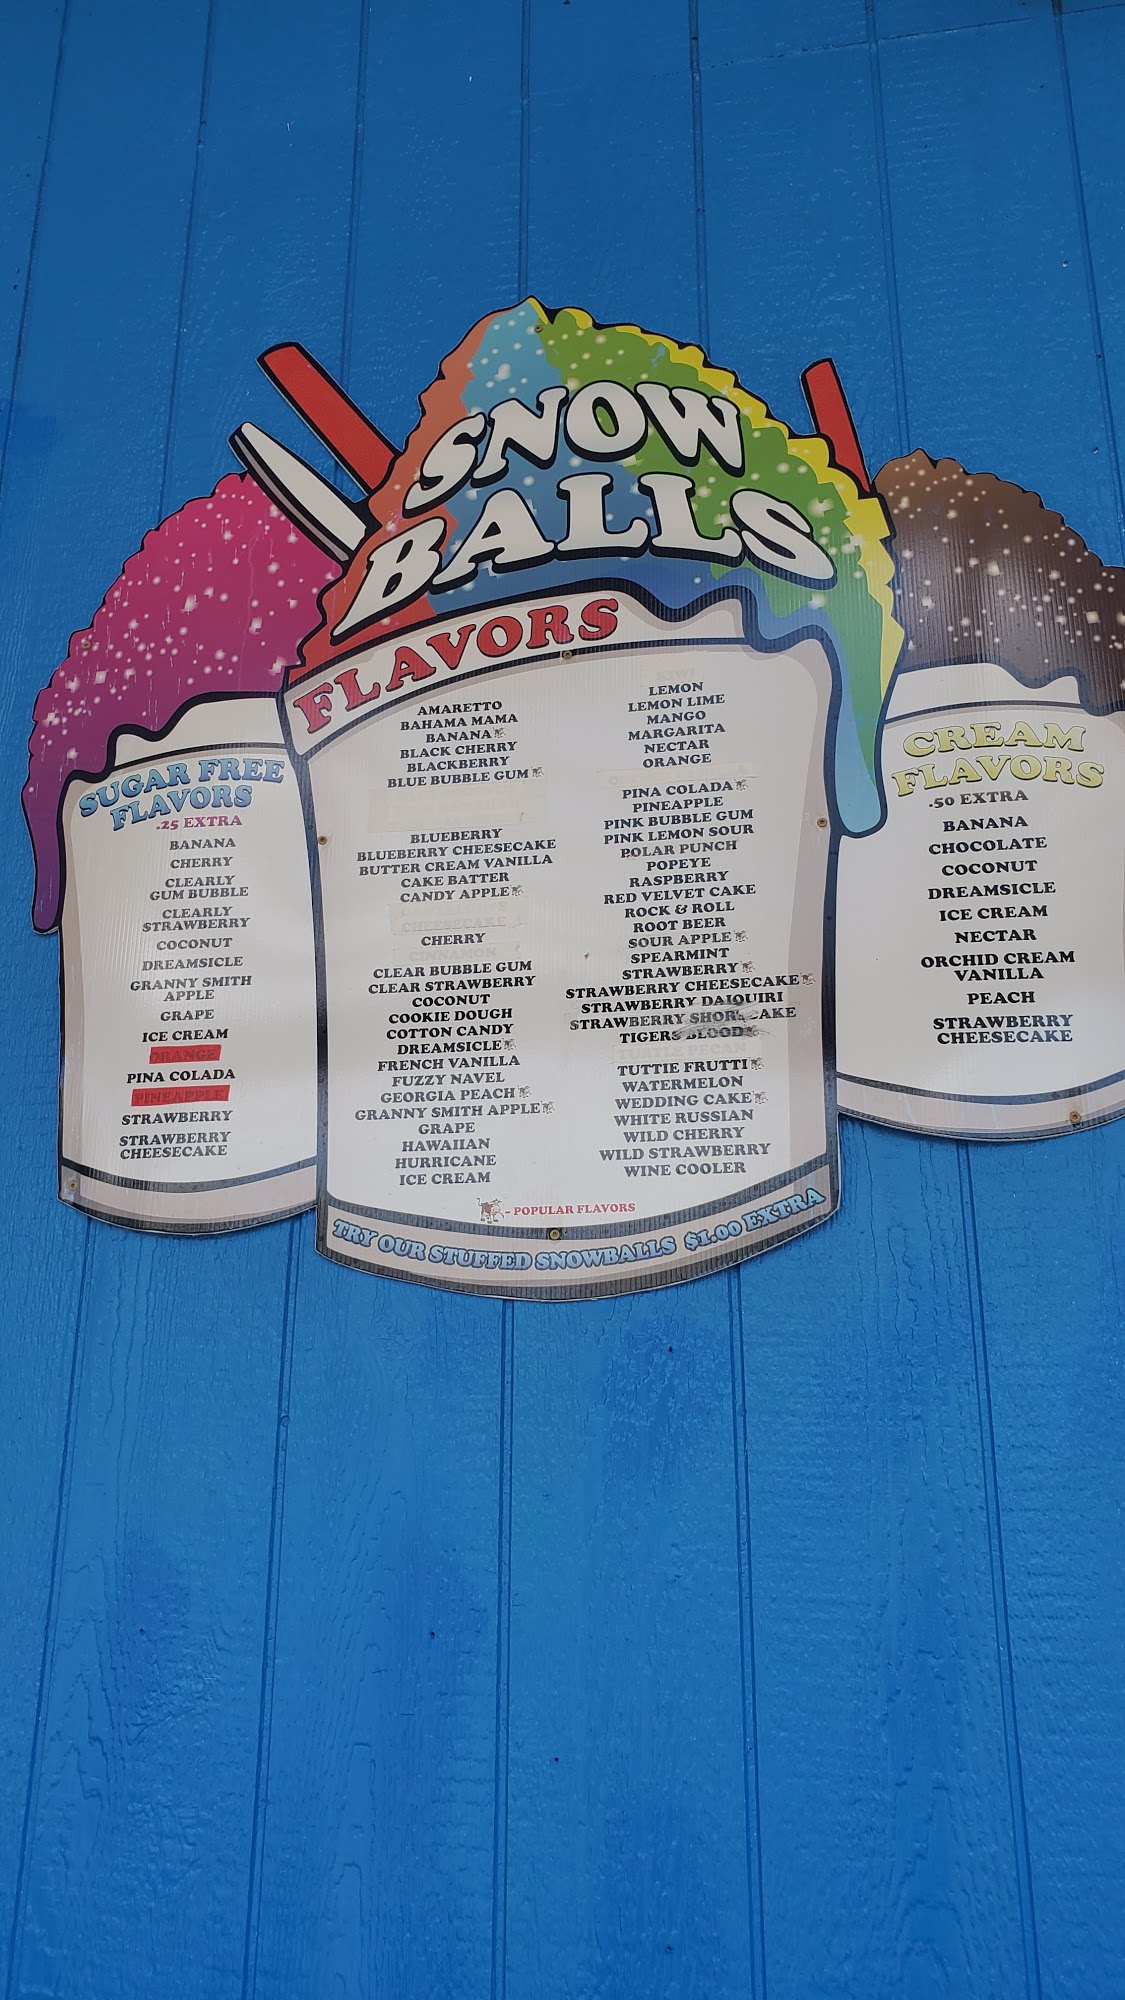 SNOW
BALLS
FLAVORS
SUGAR FREE
FLAVORS
.25 EXTRA
BANANA
CHERRY
CLEARLY
GUM BUBBLE
CLEARLY
STRAWBERRY
COCONUT
DREAMSICLE
GRANNY SMITH
APPLE
GRAPE
ICE CREAM
ORANGE
PINA COLADA
PINEAPPLE
STRAWBERRY
STRAWBERRY
CHEESECAKE
AMARETTO
BAHAMA MAMA
BANANA
BLACK CHERRY
BLACKBERRY
BLUE BUBBLE GUM
BLUEBERRY
BLUEBERRY CHEESECAKE
BUTTER CREAM VANILLA
CAKE BATTER
CANDY APPLE
CHEESECAKE
CHERRY
CINNAMON
CLEAR BUBBLE GUM
CLEAR STRAWBERRY
COCONUT
COOKIE DOUGH
COTTON CANDY
DREAMSICLE
FRENCH VANILLA
FUZZY NAVEL
GEORGIA PEACH
GRANNY SMITH APPLE
GRAPE
HAWAIIAN
HURRICANE
ICE CREAM
KIWI
LEMON
LEMON LIME
MANGO
MARGARITA
NECTAR
ORANGE
PINA COLADA
PINEAPPLE
PINK BUBBLE GUM
PINK LEMON SOUR
POLAR PUNCH
POPEYE
RASPBERRY
RED VELVET CAKE
ROCK & ROLL
ROOT BEER
SOUR APPLE
SPEARMINT
STRAWBERRY
STRAWBERRY CHEESECAKE
STRAWBERRY DAIQUIRI
STRAWBERRY SHORTCAKE
TIGERS BLOOD
TURTLE PECAN
TUTTIE FRUTTI
WATERMELON
WEDDING CAKE
WHITE RUSSIAN
WILD CHERRY
WILD STRAWBERRY
WINE COOLER
- POPULAR FLAVORS
TRY OUR STUFFED SNOWBALLS $1.00 EXTRA
CREAM
FLAVORS
.50 EXTRA
BANANA
CHOCOLATE
COCONUT
DREAMSICLE
ICE CREAM
NECTAR
ORCHID CREAM
VANILLA
PEACH
STRAWBERRY
CHEESECAKE